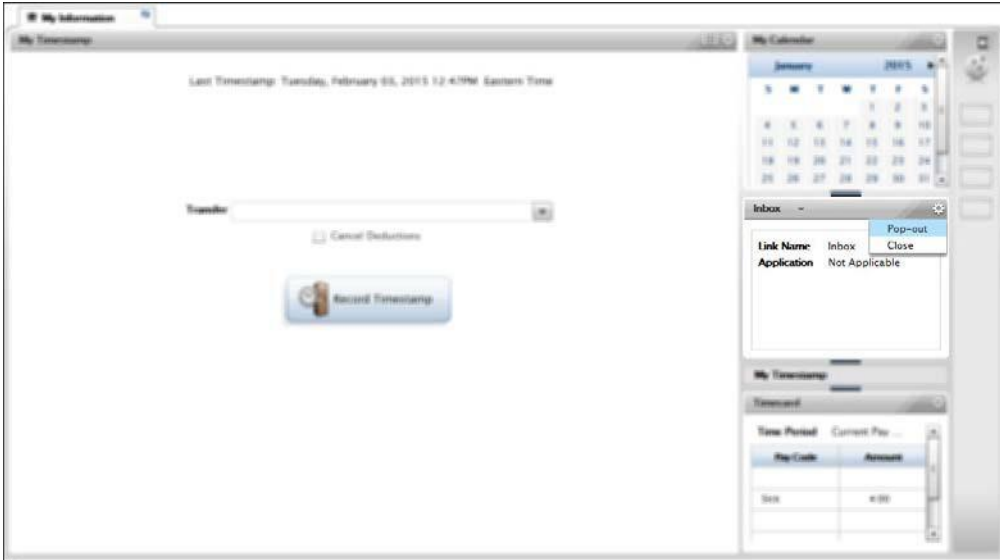 My Information
My Timestamp
Last Timestamp: Tuesday, February 03, 2015 12:47PM Eastern Time
Transfer
Cancel Deductions
Record Timestamp
My Calendar
January 2015
S M T W T F S
1 2 3
4 5 6 7 8 9 10
11 12 13 14 15 16 17
18 19 20 21 22 23 24
25 26 27 28 29 30 31
Inbox
Pop-out
Close
Link Name Inbox
Application Not Applicable
My Timestamp
Timecard
Time Period Current Pay ...
Pay Code Amount
Sick 4.00